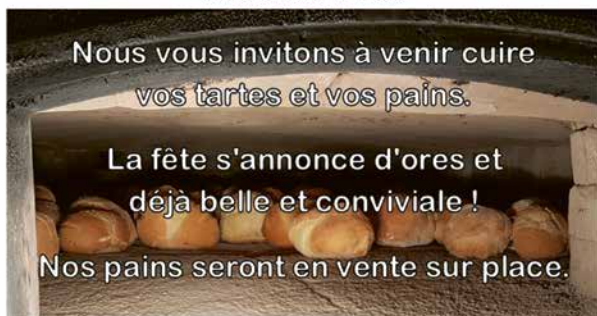 Nous vous invitons à venir cuire
vos tartes et vos pains.
La fête s'annonce d'ores et
déjà belle et conviviale !
Nos pains seront en vente sur place.